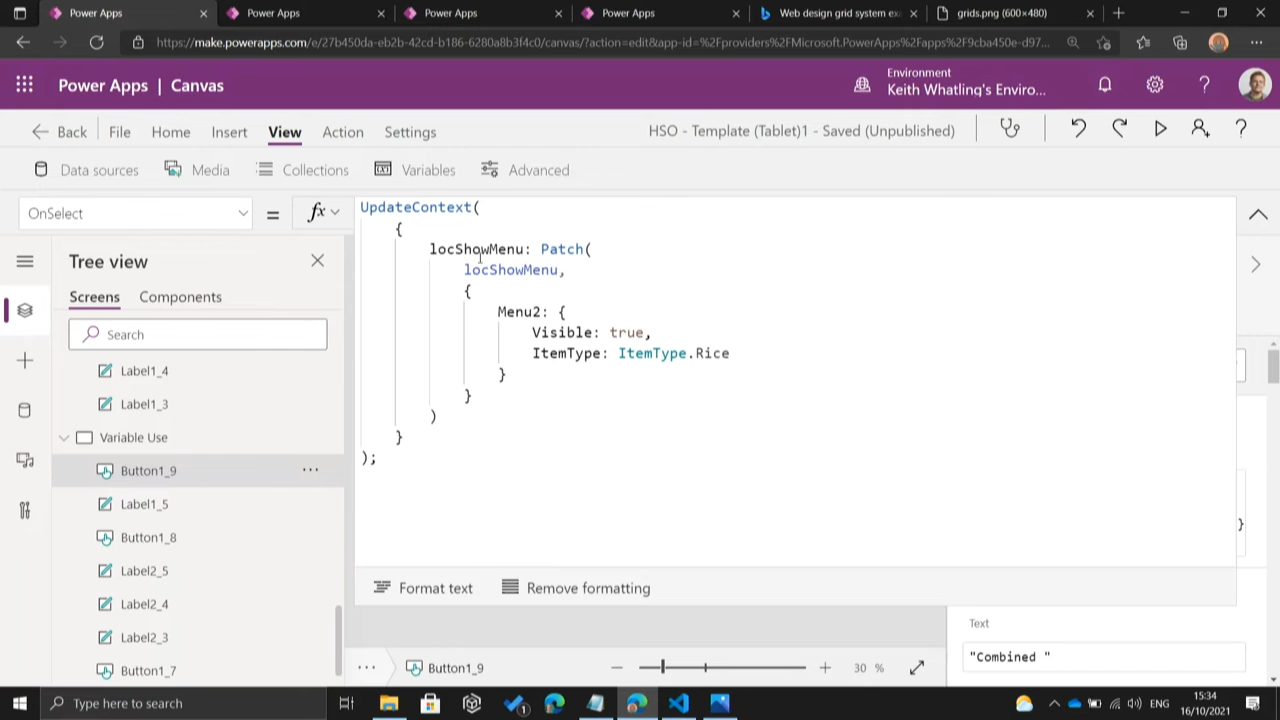 Power Apps
Power Apps
Power Apps
Power Apps
Web design grid system ex
grids.png (600×480)
https://make.powerapps.com/e/27b450da-eb2b-42cd-b186-6280a8b3f4c0/canvas/?action=edit&app-id=%2Fproviders%2FMicrosoft.PowerApps%2Fapps%2F9cba450e-d97...
Power Apps | Canvas
Environment
Keith Whatling's Enviro...
Back File Home Insert View Action Settings
HSO - Template (Tablet)1 - Saved (Unpublished)
Data sources Media Collections Variables Advanced
OnSelect = fx
UpdateContext(
{
locShowMenu: Patch(
locShowMenu,
{
Menu2: {
Visible: true,
ItemType: ItemType.Rice
}
}
)
}
);
Tree view
Screens Components
Search
Label1_4
Label1_3
Variable Use
Button1_9 ...
Label1_5
Button1_8
Label2_5
Label2_4
Label2_3
Button1_7
Format text Remove formatting
}
Text
"Combined "
... Button1_9
30 %
Type here to search
1
ENG
15:34
16/10/2021